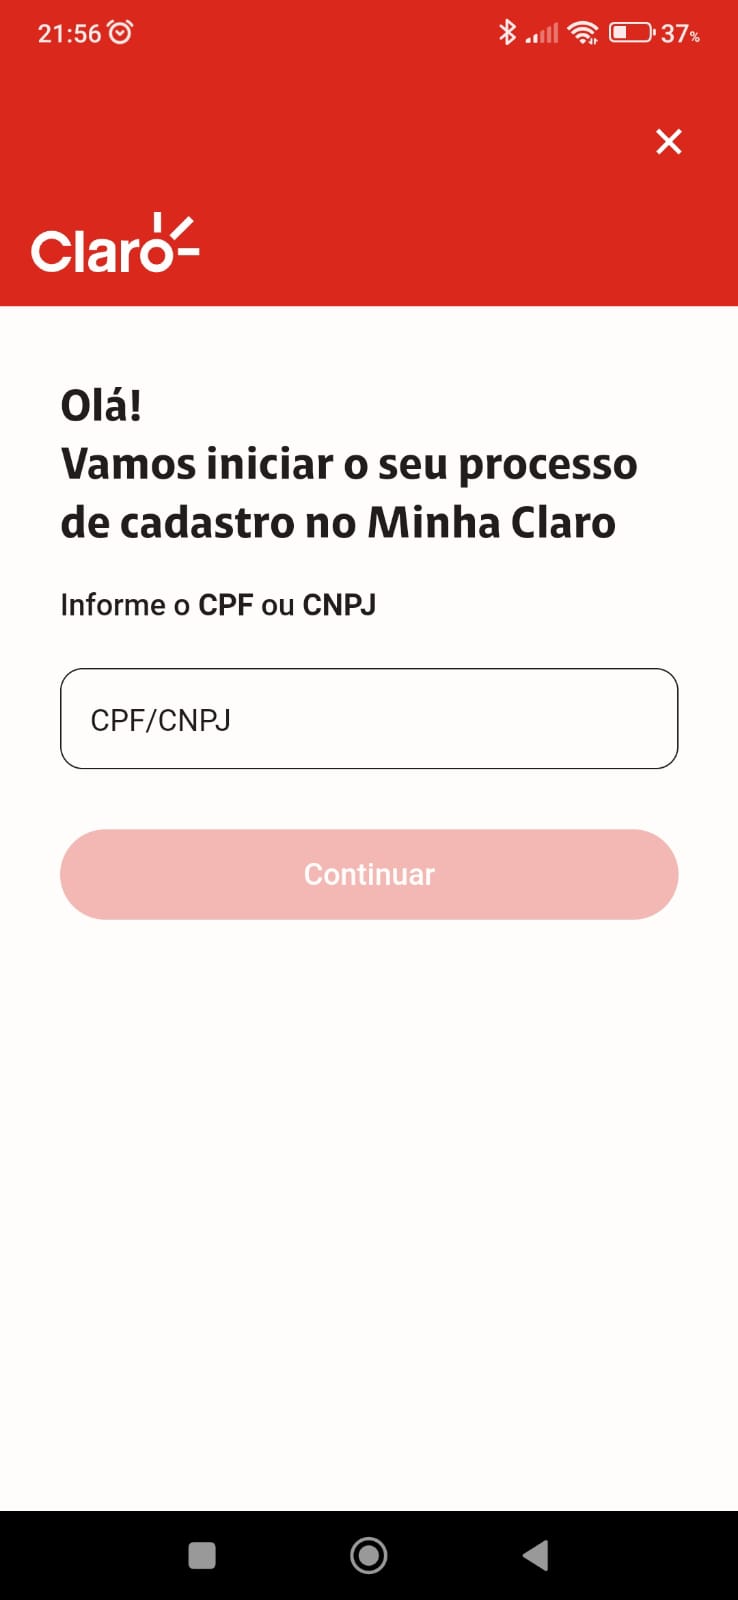 21:56 37%
Claro
Olá!
Vamos iniciar o seu processo
de cadastro no Minha Claro
Informe o CPF ou CNPJ
CPF/CNPJ
Continuar